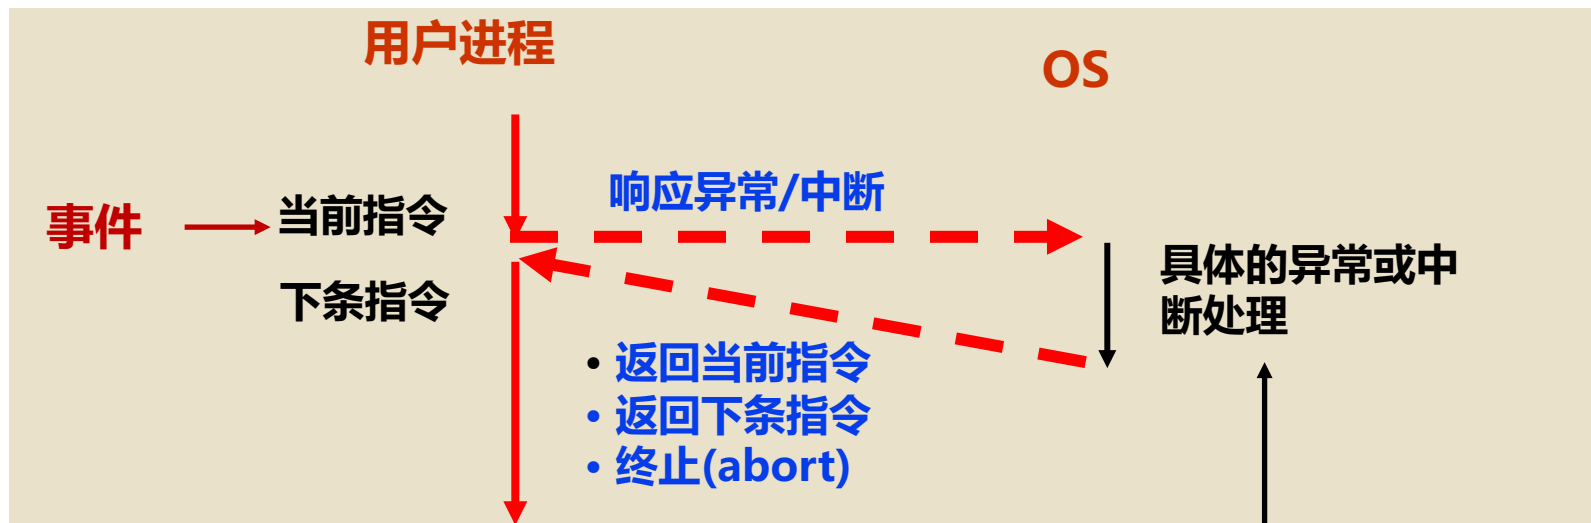 用户进程
OS
响应异常/中断
事件
当前指令
下条指令
具体的异常或中
断处理
• 返回当前指令
• 返回下条指令
• 终止(abort)